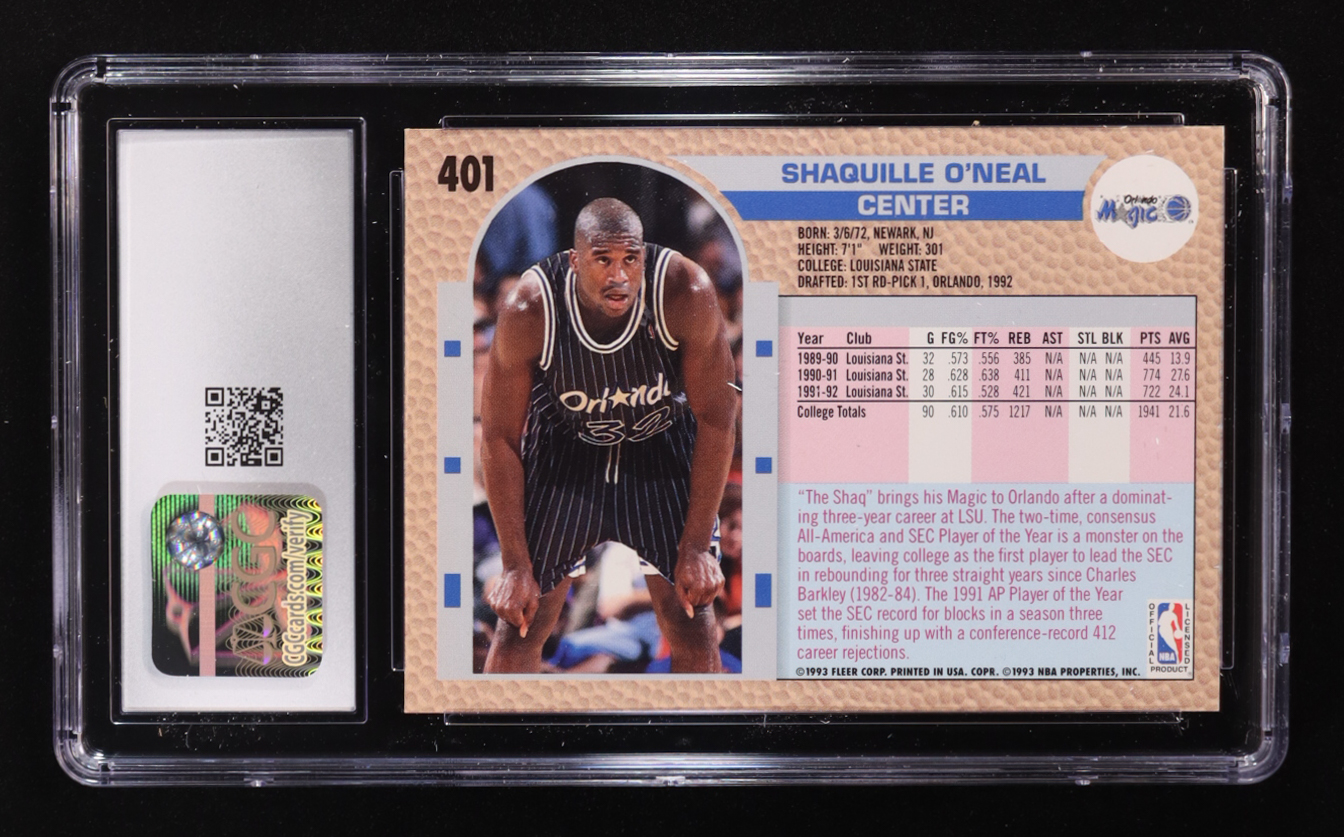 401
SHAQUILLE O'NEAL
CENTER
Orlando
Magic
BORN: 3/6/72, NEWARK, NJ
HEIGHT: 7'1" WEIGHT: 301
COLLEGE: LOUISIANA STATE
DRAFTED: 1ST RD-PICK 1, ORLANDO, 1992
Year Club G FG% FT% REB AST STL BLK PTS AVG
1989-90 Louisiana St. 32 .573 .556 385 N/A N/A N/A 445 13.9
1990-91 Louisiana St. 28 .628 .638 411 N/A N/A N/A 774 27.6
1991-92 Louisiana St. 30 .615 .528 421 N/A N/A N/A 722 24.1
College Totals 90 .610 .575 1217 N/A N/A N/A 1941 21.6
Orlando
32
"The Shaq" brings his Magic to Orlando after a dominat-
ing three-year career at LSU. The two-time, consensus
All-America and SEC Player of the Year is a monster on the
boards, leaving college as the first player to lead the SEC
in rebounding for three straight years since Charles
Barkley (1982-84). The 1991 AP Player of the Year
set the SEC record for blocks in a season three
times, finishing up with a conference-record 412
career rejections.
©1993 FLEER CORP. PRINTED IN USA. COPR. ©1993 NBA PROPERTIES, INC.
OFFICIAL
LICENSED
NBA
PRODUCT
CGCcards.com/verify